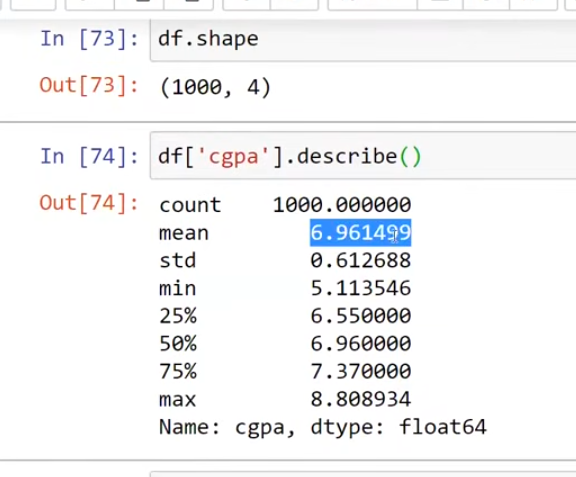 In [73]: df.shape
Out[73]: (1000, 4)
In [74]: df['cgpa'].describe()
Out[74]: count 1000.000000
mean 6.961499
std 0.612688
min 5.113546
25% 6.550000
50% 6.960000
75% 7.370000
max 8.808934
Name: cgpa, dtype: float64